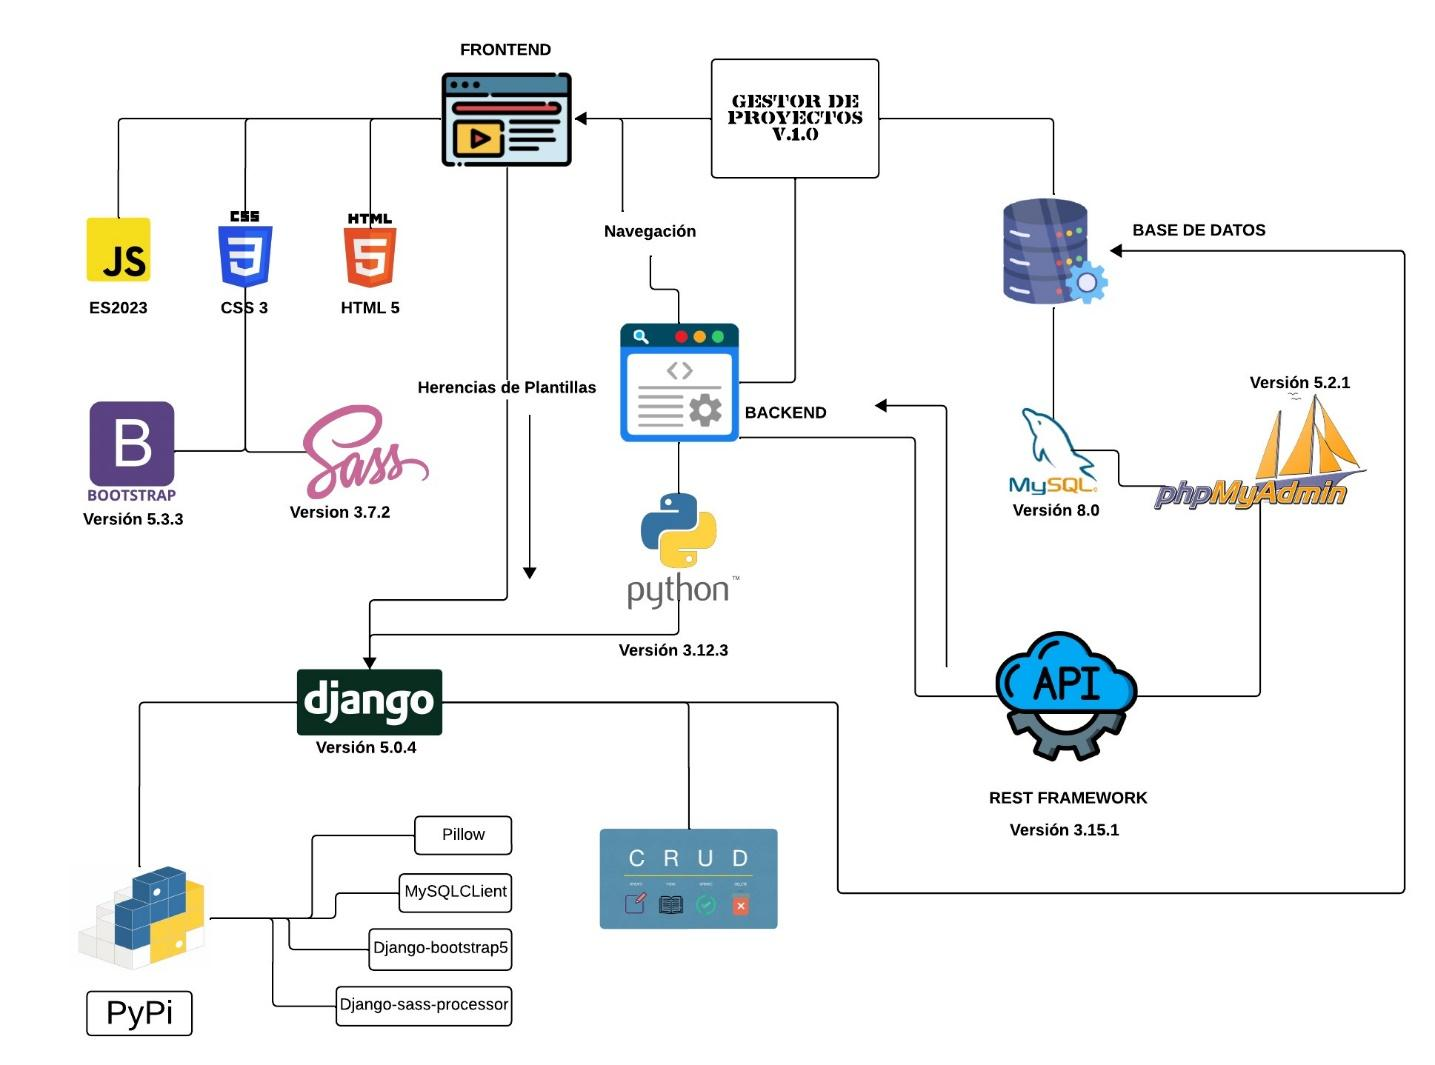 FRONTEND
GESTOR DE
PROYECTOS
V.1.0
JS
ES2023
CSS
3
CSS 3
HTML
5
HTML 5
Navegación
BASE DE DATOS
Herencias de Plantillas
BACKEND
Versión 5.2.1
B
BOOTSTRAP
Versión 5.3.3
Sass
Version 3.7.2
MySQL
Versión 8.0
phpMyAdmin
python™
Versión 3.12.3
django
Versión 5.0.4
API
REST FRAMEWORK
Versión 3.15.1
Pillow
MySQLCLient
Django-bootstrap5
Django-sass-processor
C R U D
PyPi